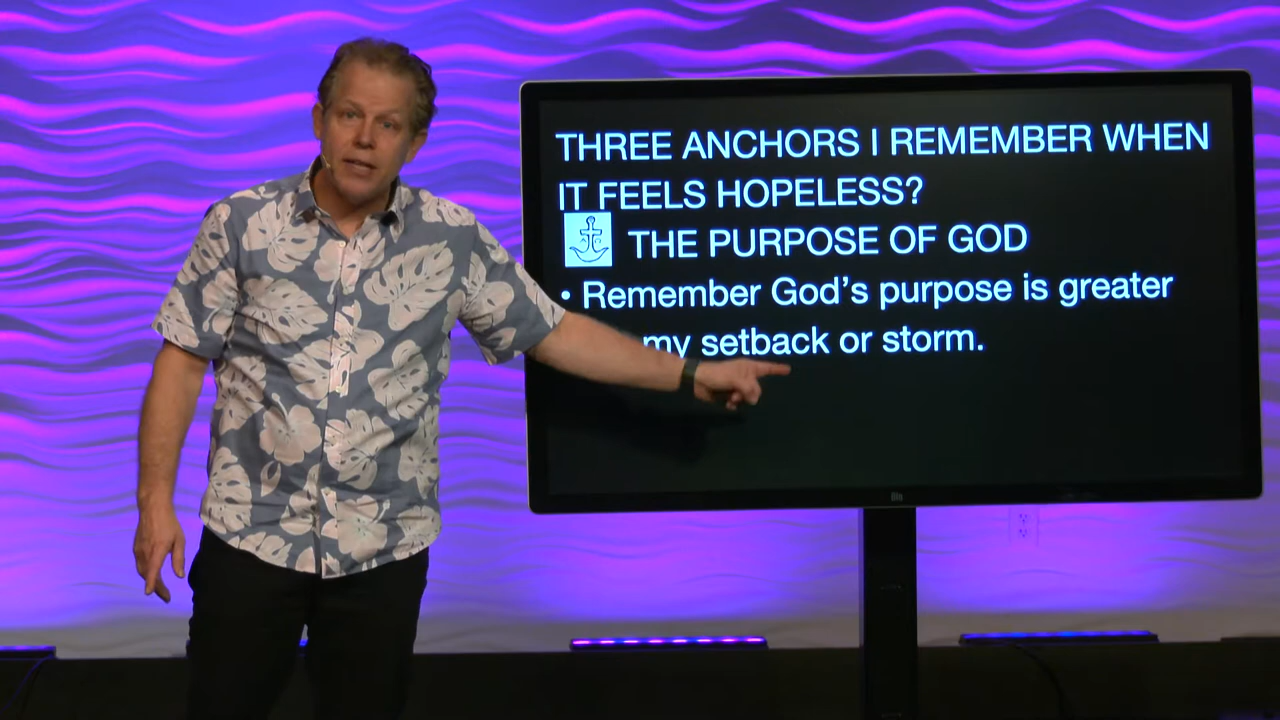 THREE ANCHORS I REMEMBER WHEN
IT FEELS HOPELESS?
THE PURPOSE OF GOD
• Remember God's purpose is greater
my setback or storm.
elo